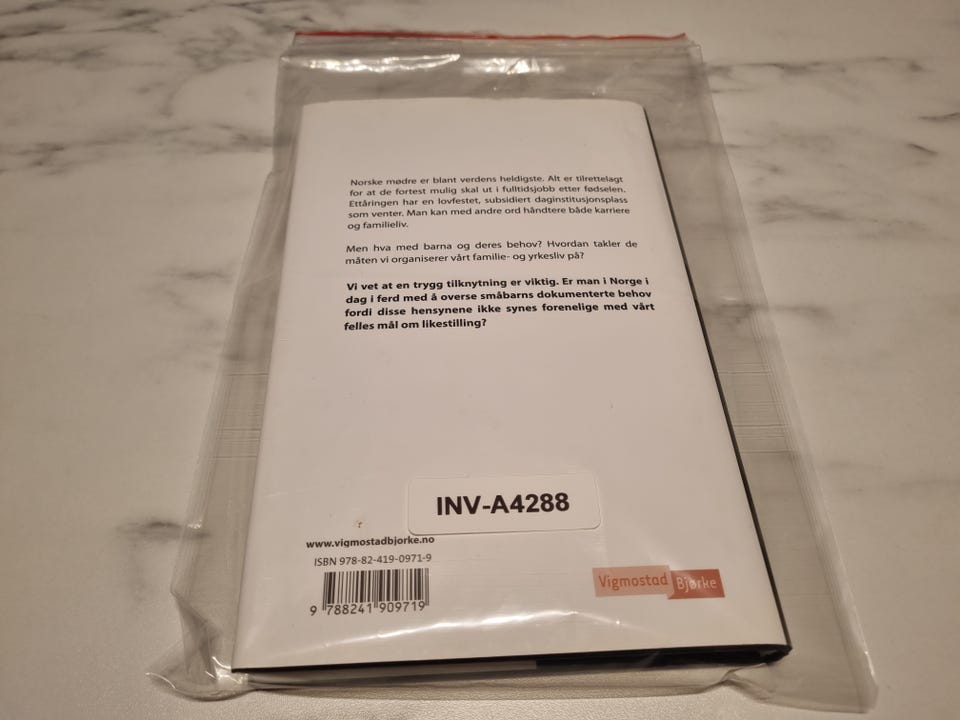 Norske mødre er blant verdens heldigste. Alt er tilrettelagt
for at de fortest mulig skal ut i fulltidsjobb etter fødselen.
Ettåringen har en lovfestet, subsidiert daginstitusjonsplass
som venter. Man kan med andre ord håndtere både karriere
og familieliv.
Men hva med barna og deres behov? Hvordan takler de
måten vi organiserer vårt familie- og yrkesliv på?
Vi vet at en trygg tilknytning er viktig. Er man i Norge i
dag i ferd med å overse småbarns dokumenterte behov
fordi disse hensynene ikke synes forenelige med vårt
felles mål om likestilling?
INV-A4288
www.vigmostadbjorke.no
ISBN 978-82-419-0971-9
9 788241 909719
Vigmostad Bjørke